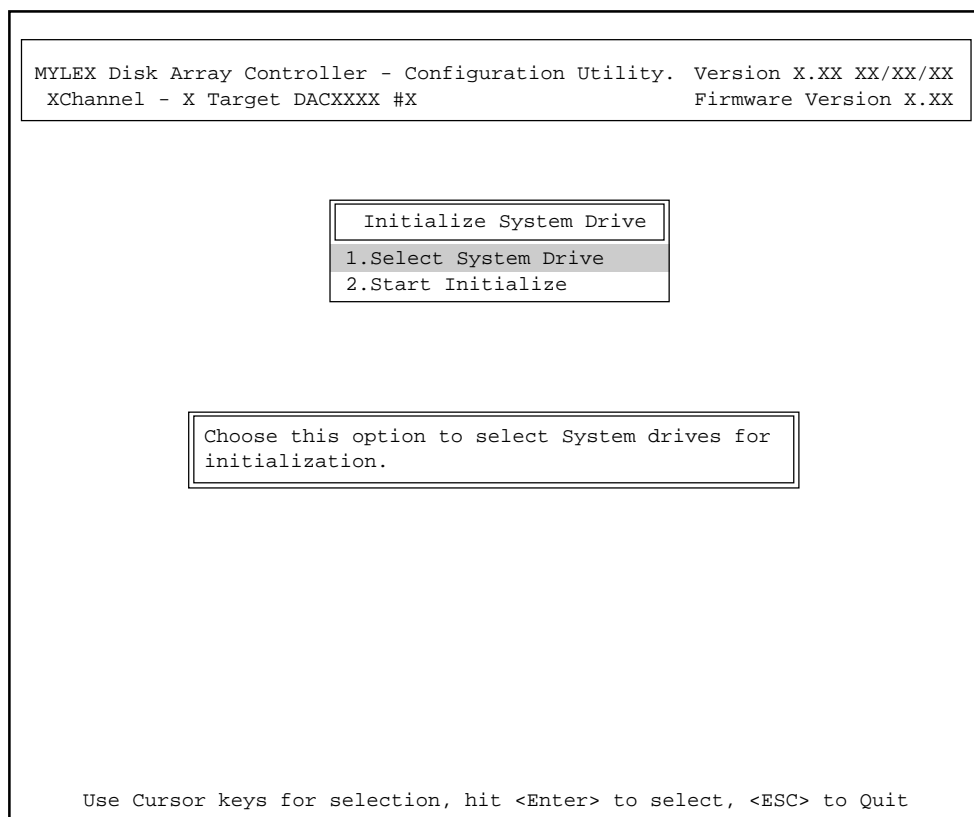 MYLEX Disk Array Controller - Configuration Utility. Version X.XX XX/XX/XX
XChannel - X Target DACXXXX #X Firmware Version X.XX
Initialize System Drive
1.Select System Drive
2.Start Initialize
Choose this option to select System drives for
initialization.
Use Cursor keys for selection, hit <Enter> to select, <ESC> to Quit